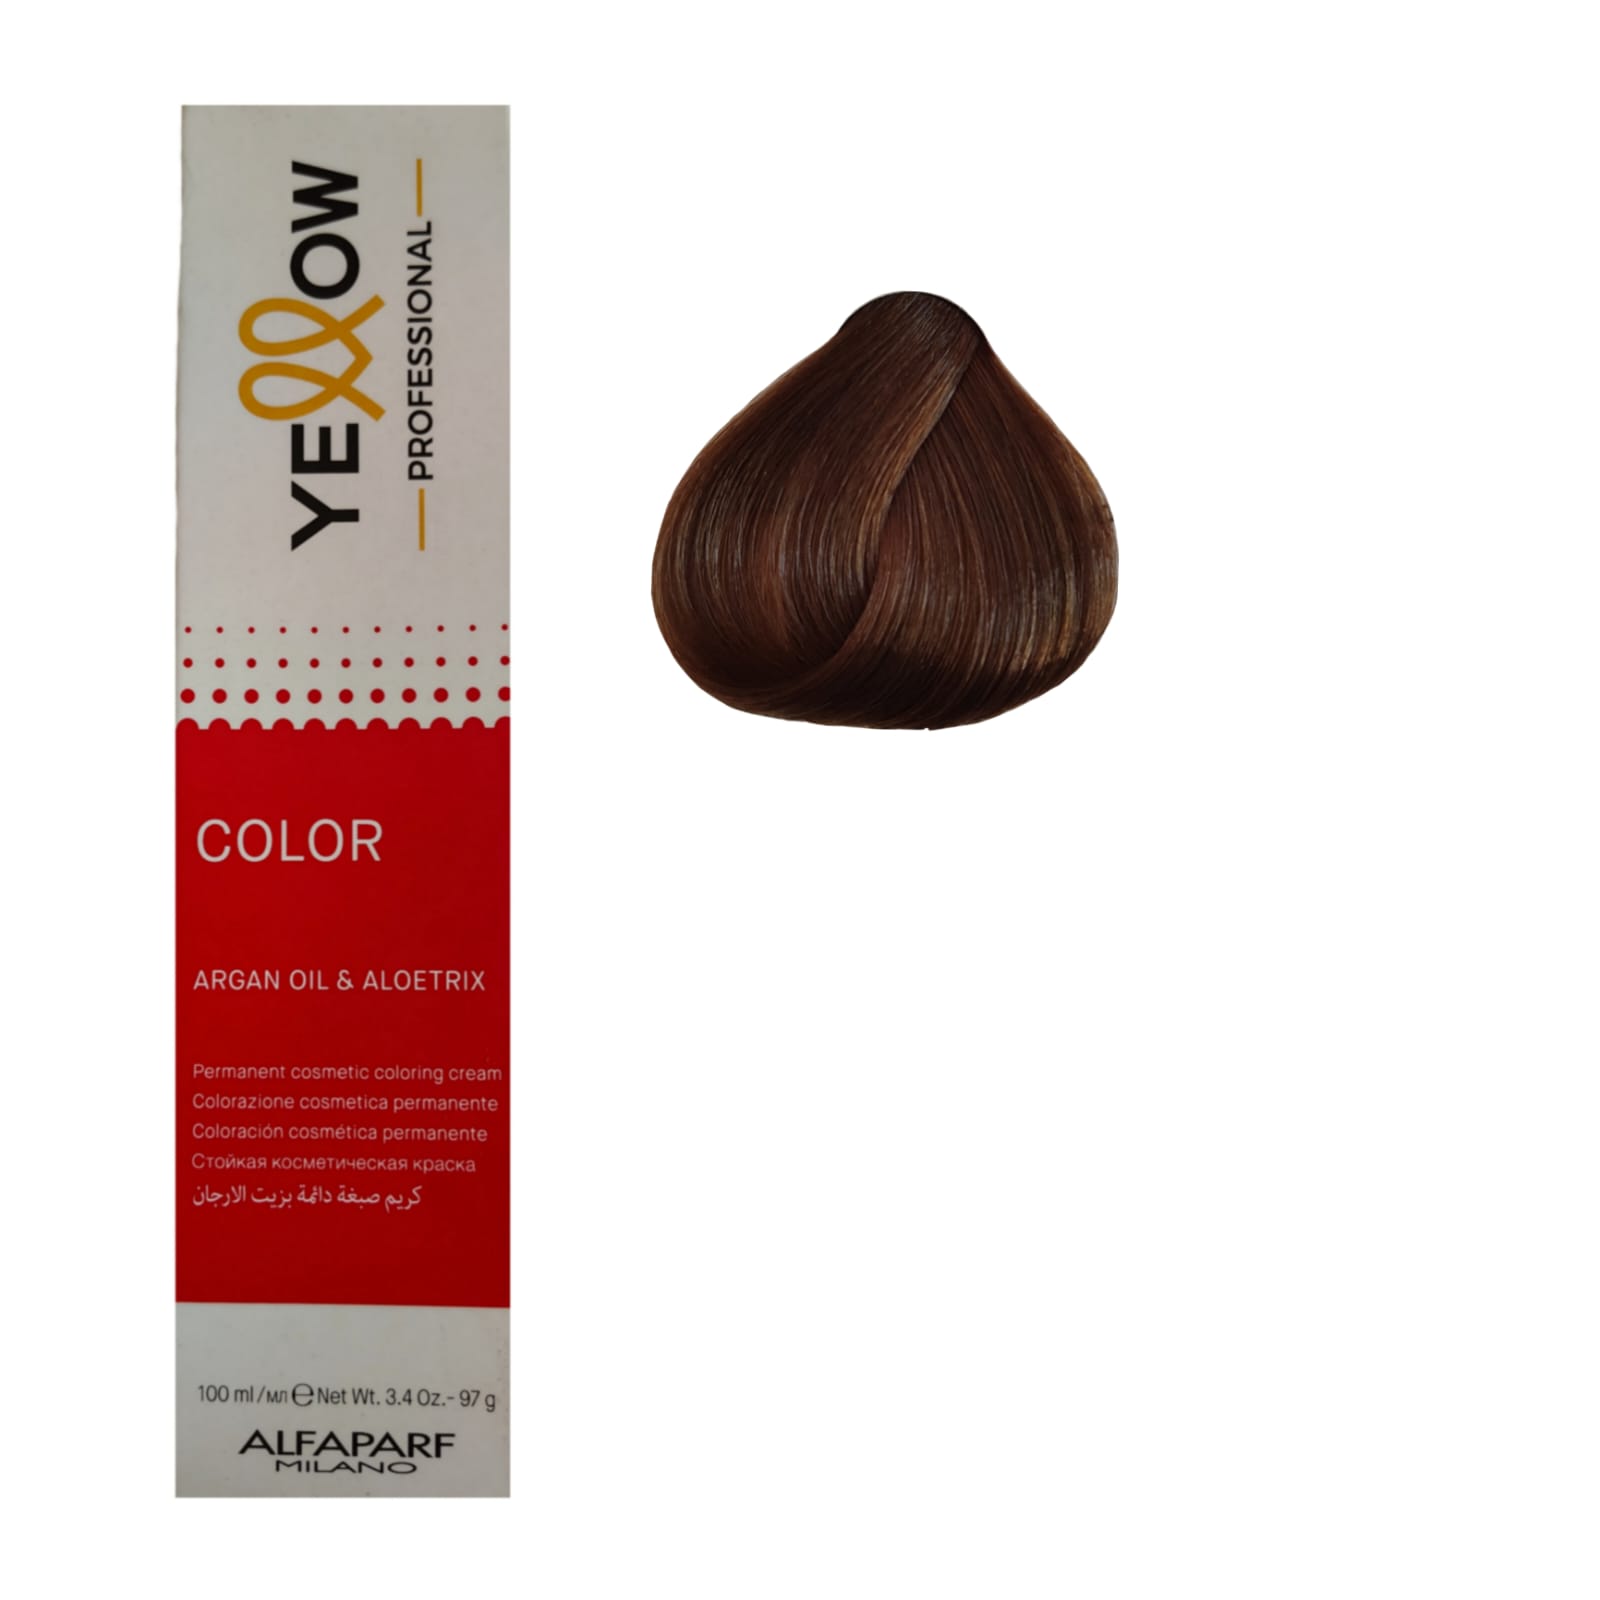 YELLOW
PROFESSIONAL
COLOR
ARGAN OIL & ALOETRIX
Permanent cosmetic coloring cream
Colorazione cosmetica permanente
Coloración cosmética permanente
Стойкая косметическая краска
كريم صبغة دائمة بزيت الارجان
100 ml/мл ℮ Net Wt. 3.4 Oz.- 97 g
ALFAPARF
MILANO